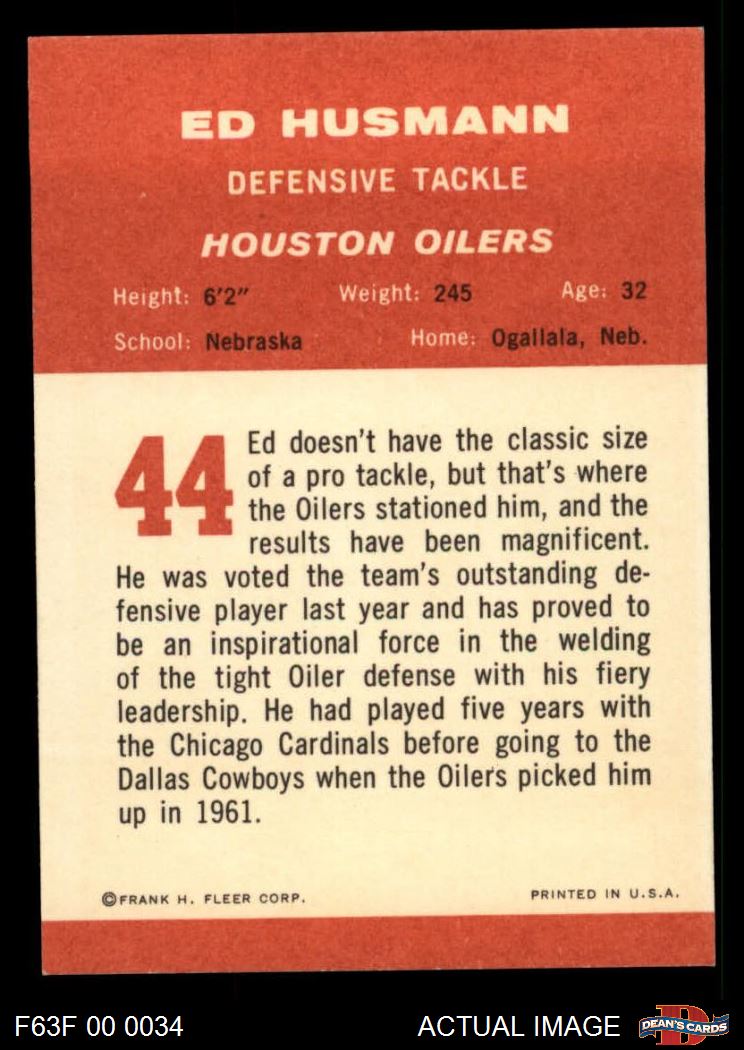 ED HUSMANN
DEFENSIVE TACKLE
HOUSTON OILERS
Height: 6'2" Weight: 245 Age: 32
School: Nebraska Home: Ogallala, Neb.
44
Ed doesn't have the classic size
of a pro tackle, but that's where
the Oilers stationed him, and the
results have been magnificent.
He was voted the team's outstanding de-
fensive player last year and has proved to
be an inspirational force in the welding
of the tight Oiler defense with his fiery
leadership. He had played five years with
the Chicago Cardinals before going to the
Dallas Cowboys when the Oilers picked him
up in 1961.
©FRANK H. FLEER CORP. PRINTED IN U.S.A.
F63F 00 0034 ACTUAL IMAGE D DEAN'S CARDS